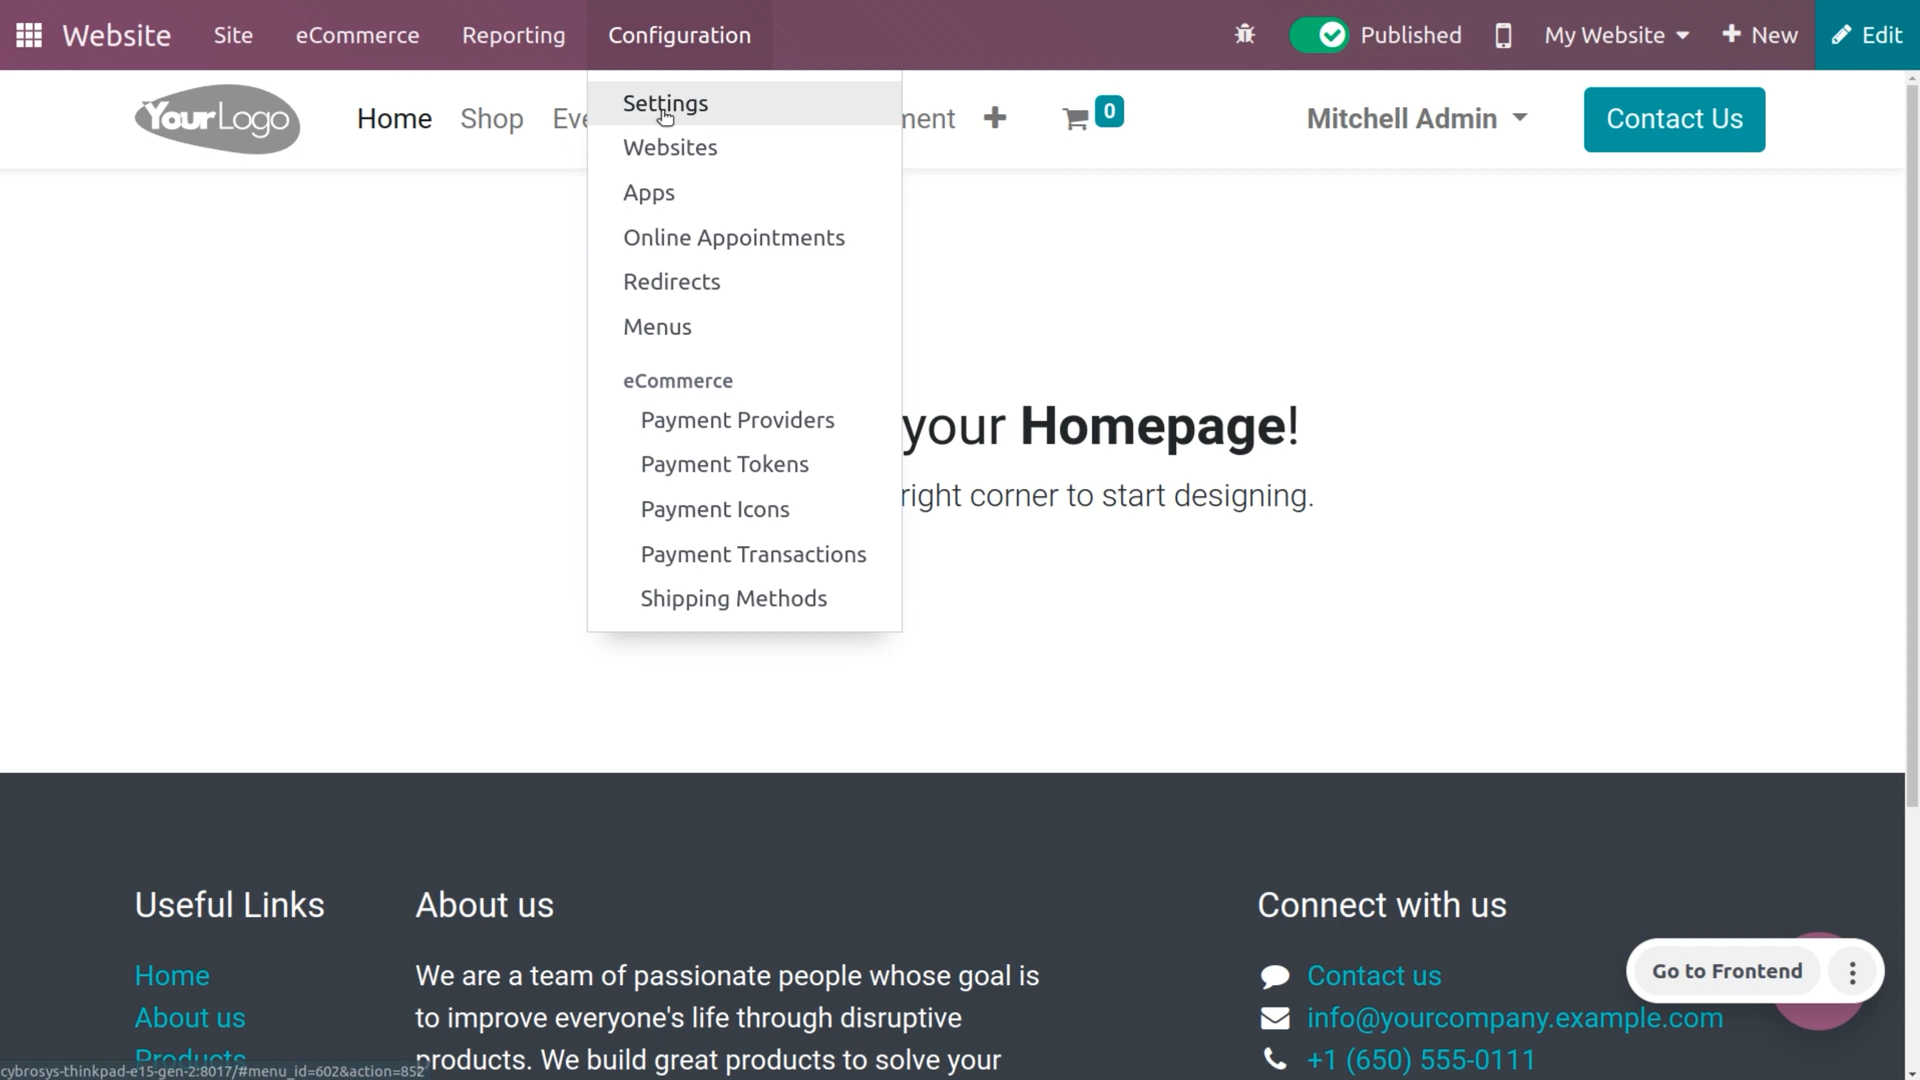 Website Site eCommerce Reporting Configuration Published My Website New Edit
YourLogo Home Shop Eve ment 0 Mitchell Admin Contact Us
Settings
Websites
Apps
Online Appointments
Redirects
Menus
eCommerce
Payment Providers
Payment Tokens
Payment Icons
Payment Transactions
Shipping Methods
your Homepage!
right corner to start designing.
Useful Links
Home
About us
Products
About us
We are a team of passionate people whose goal is
to improve everyone's life through disruptive
products. We build great products to solve your
Connect with us
Contact us
info@yourcompany.example.com
+1 (650) 555-0111
Go to Frontend
cybrosys-thinkpad-e15-gen-2:8017/#menu_id=602&action=852